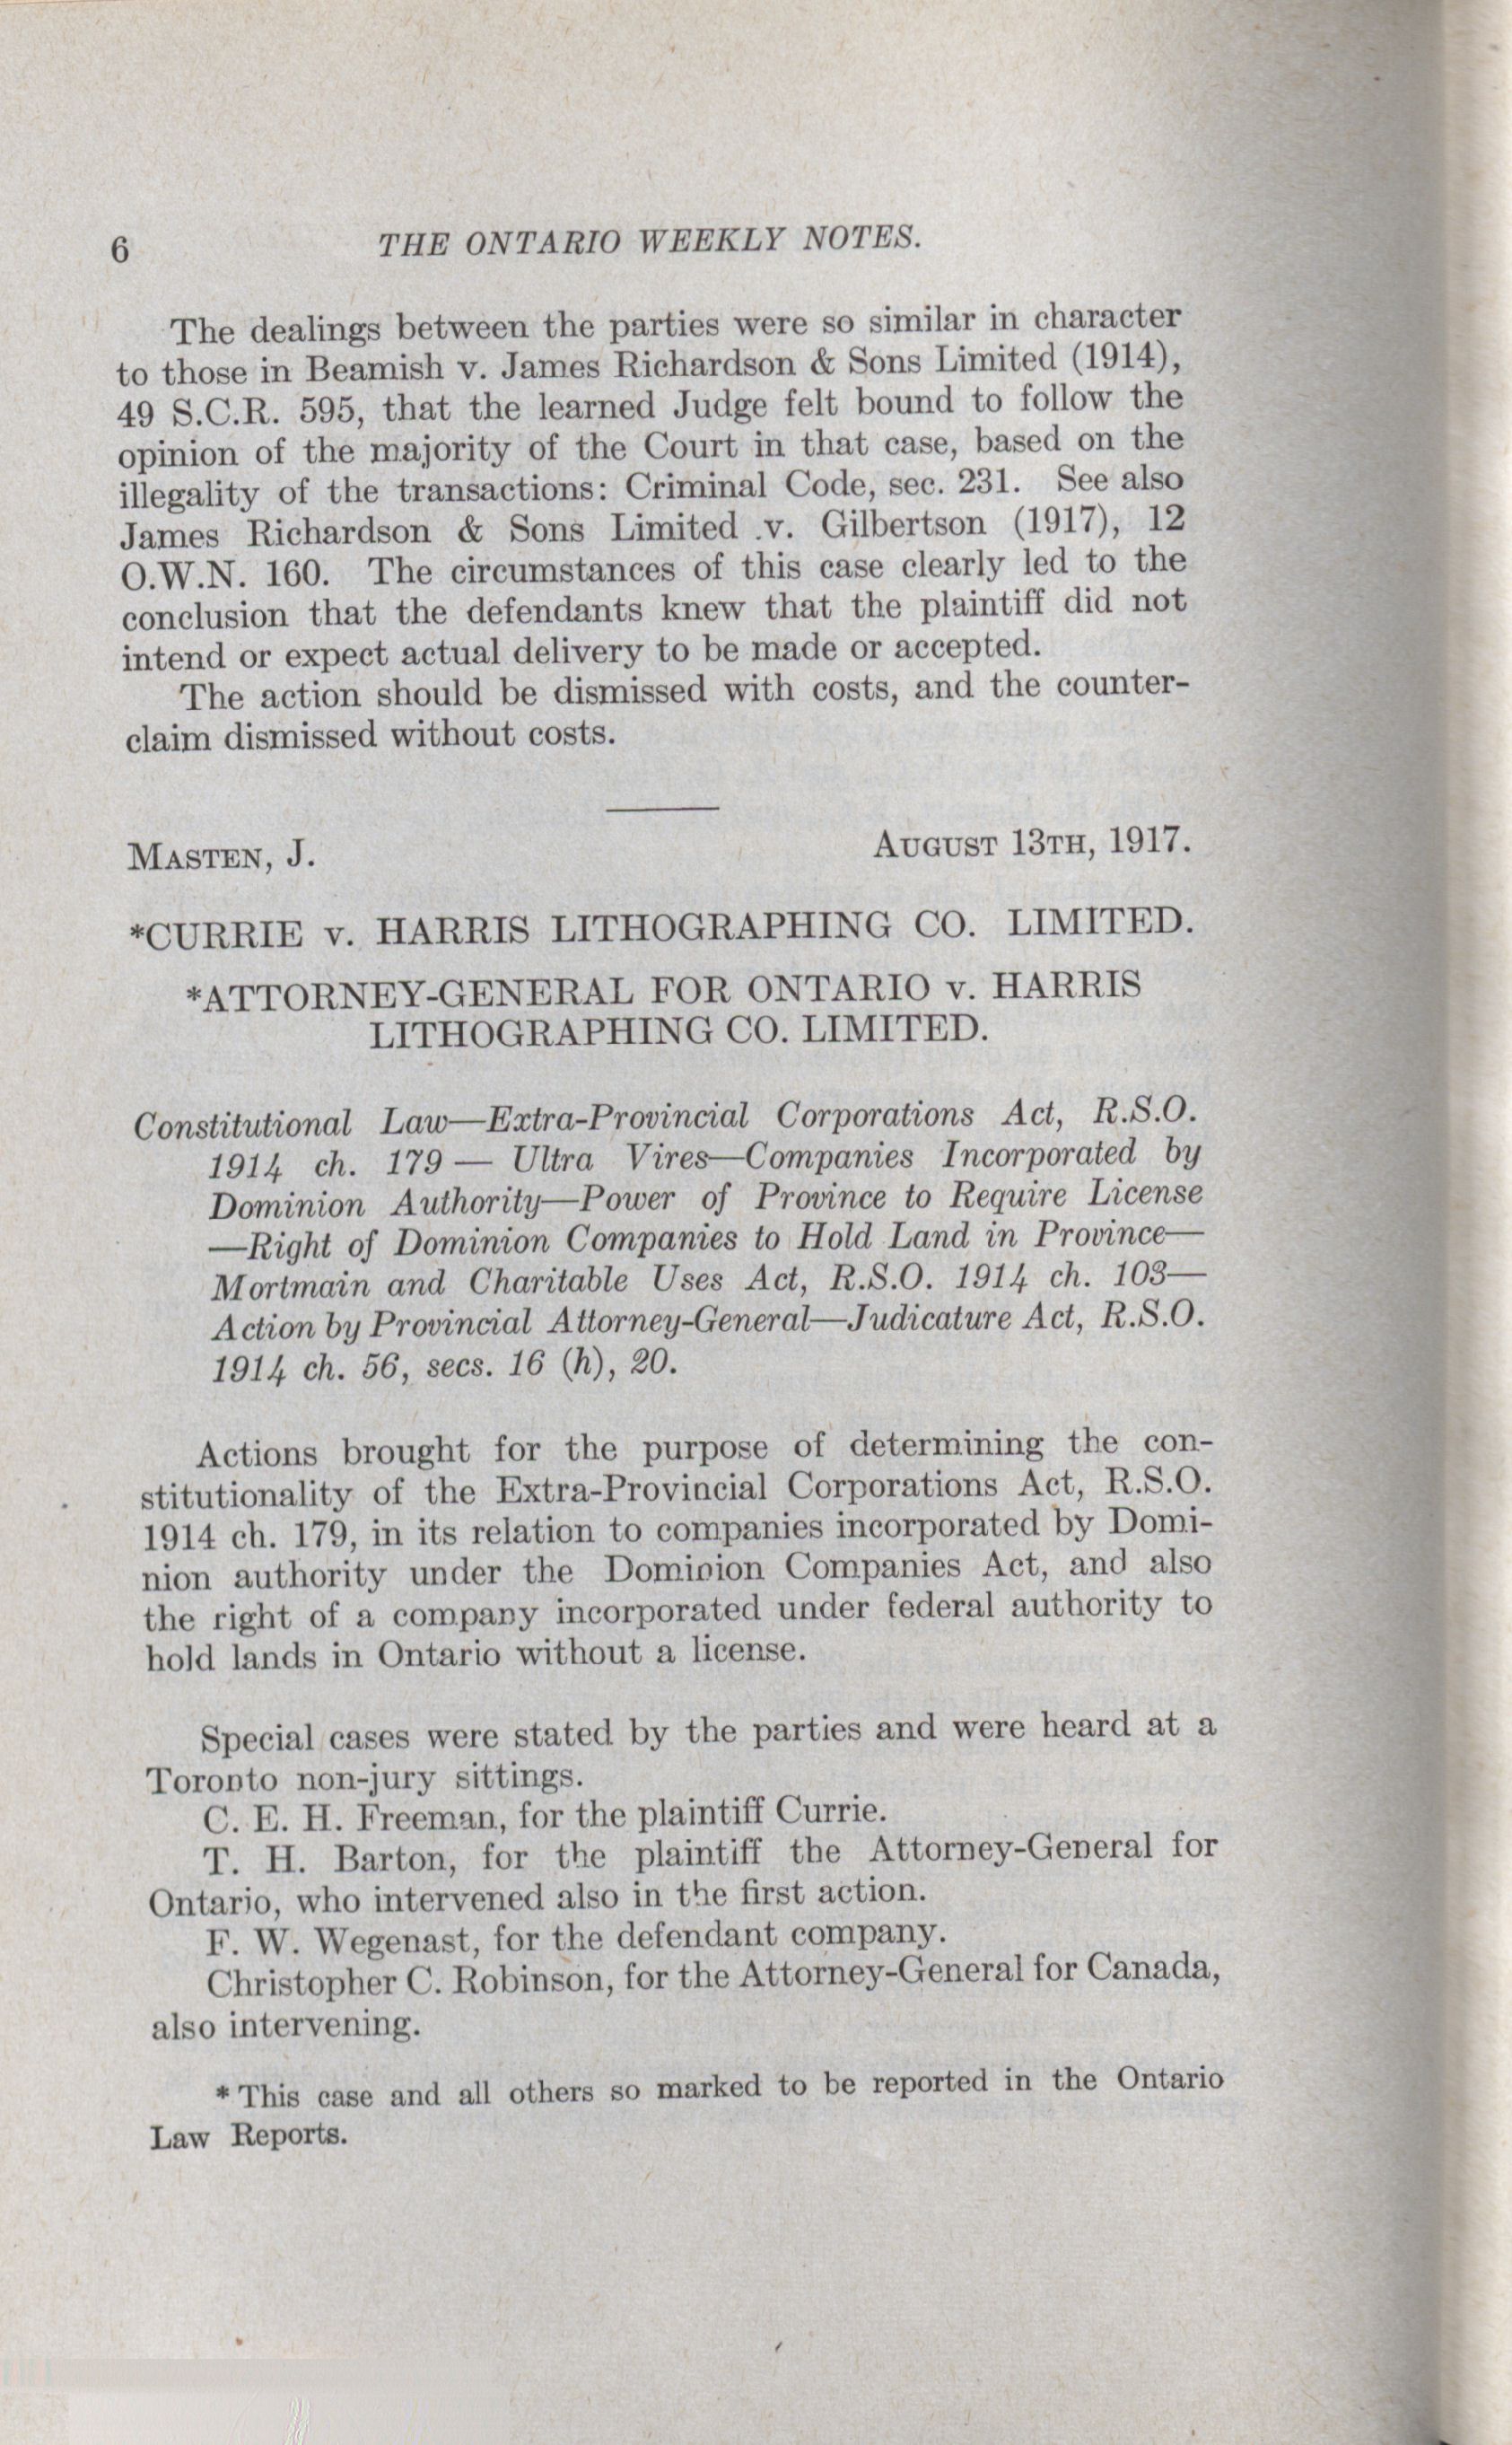 6 THE ONTARIO WEEKLY NOTES.
The dealings between the parties were so similar in character
to those in Beamish v. James Richardson & Sons Limited (1914),
49 S.C.R. 595, that the learned Judge felt bound to follow the
opinion of the majority of the Court in that case, based on the
illegality of the transactions: Criminal Code, sec. 231. See also
James Richardson & Sons Limited v. Gilbertson (1917), 12
O.W.N. 160. The circumstances of this case clearly led to the
conclusion that the defendants knew that the plaintiff did not
intend or expect actual delivery to be made or accepted.
The action should be dismissed with costs, and the counter-
claim dismissed without costs.
MASTEN, J. AUGUST 13TH, 1917.
*CURRIE v. HARRIS LITHOGRAPHING CO. LIMITED.
*ATTORNEY-GENERAL FOR ONTARIO v. HARRIS
LITHOGRAPHING CO. LIMITED.
Constitutional Law—Extra-Provincial Corporations Act, R.S.O.
1914 ch. 179 — Ultra Vires—Companies Incorporated by
Dominion Authority—Power of Province to Require License
—Right of Dominion Companies to Hold Land in Province—
Mortmain and Charitable Uses Act, R.S.O. 1914 ch. 103—
Action by Provincial Attorney-General—Judicature Act, R.S.O.
1914 ch. 56, secs. 16 (h), 20.
Actions brought for the purpose of determining the con-
stitutionality of the Extra-Provincial Corporations Act, R.S.O.
1914 ch. 179, in its relation to companies incorporated by Domi-
nion authority under the Dominion Companies Act, and also
the right of a company incorporated under federal authority to
hold lands in Ontario without a license.
Special cases were stated by the parties and were heard at a
Toronto non-jury sittings.
C. E. H. Freeman, for the plaintiff Currie.
T. H. Barton, for the plaintiff the Attorney-General for
Ontario, who intervened also in the first action.
F. W. Wegenast, for the defendant company.
Christopher C. Robinson, for the Attorney-General for Canada,
also intervening.
* This case and all others so marked to be reported in the Ontario
Law Reports.